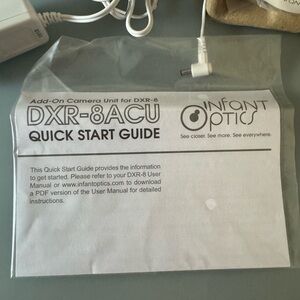 Add-On Camera Unit for DXR-8
DXR-8ACU
QUICK START GUIDE
INFANT
OPTICS
See closer. See more. See everywhere.
This Quick Start Guide provides the information
to get started. Please refer to your DXR-8 User
Manual or www.infantoptics.com to download
a PDF version of the User Manual for detailed
instructions.